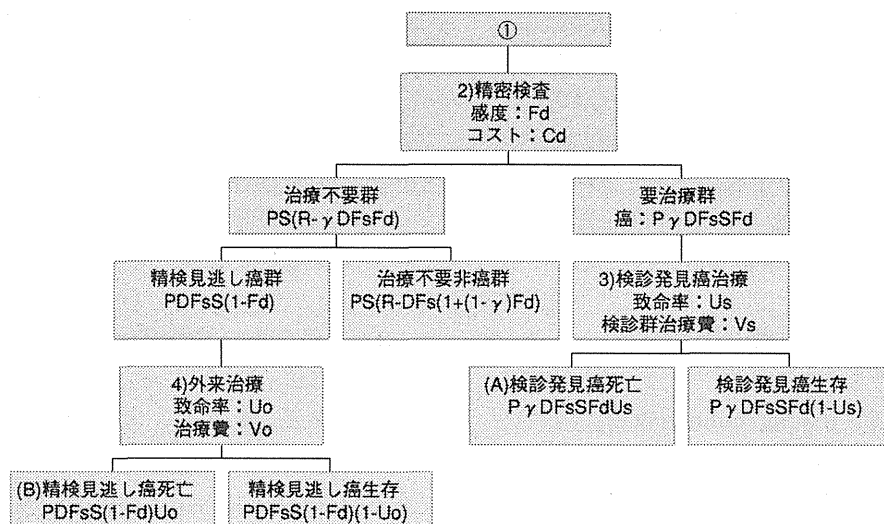 ①
2)精密検査
感度：Fd
コスト：Cd
治療不要群
PS(R-γDFsFd)
要治療群
癌：PγDFsSFd
精検見逃し癌群
PDFsS(1-Fd)
治療不要非癌群
PS(R-DFs(1+(1-γ)Fd)
3)検診発見癌治療
致命率：Us
検診群治療費：Vs
4)外来治療
致命率：Uo
治療費：Vo
(A)検診発見癌死亡
PγDFsSFdUs
検診発見癌生存
PγDFsSFd(1-Us)
(B)精検見逃し癌死亡
PDFsS(1-Fd)Uo
精検見逃し癌生存
PDFsS(1-Fd)(1-Uo)